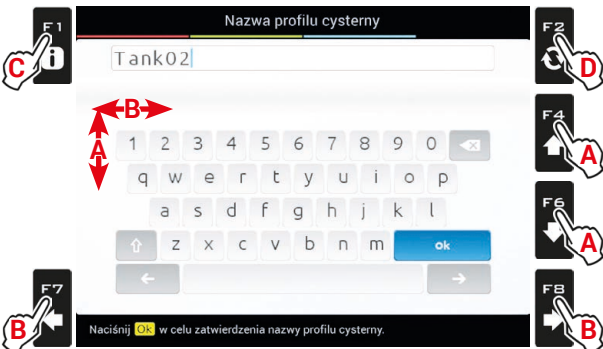 Nazwa profilu cysterny
F1
F2
Tank02
C
D
B
F4
A
1 2 3 4 5 6 7 8 9 0
A
q w e r t y u i o p
F6
a s d f g h j k l
A
z x c v b n m ok
F7
F8
B
Naciśnij Ok w celu zatwierdzenia nazwy profilu cysterny.
B